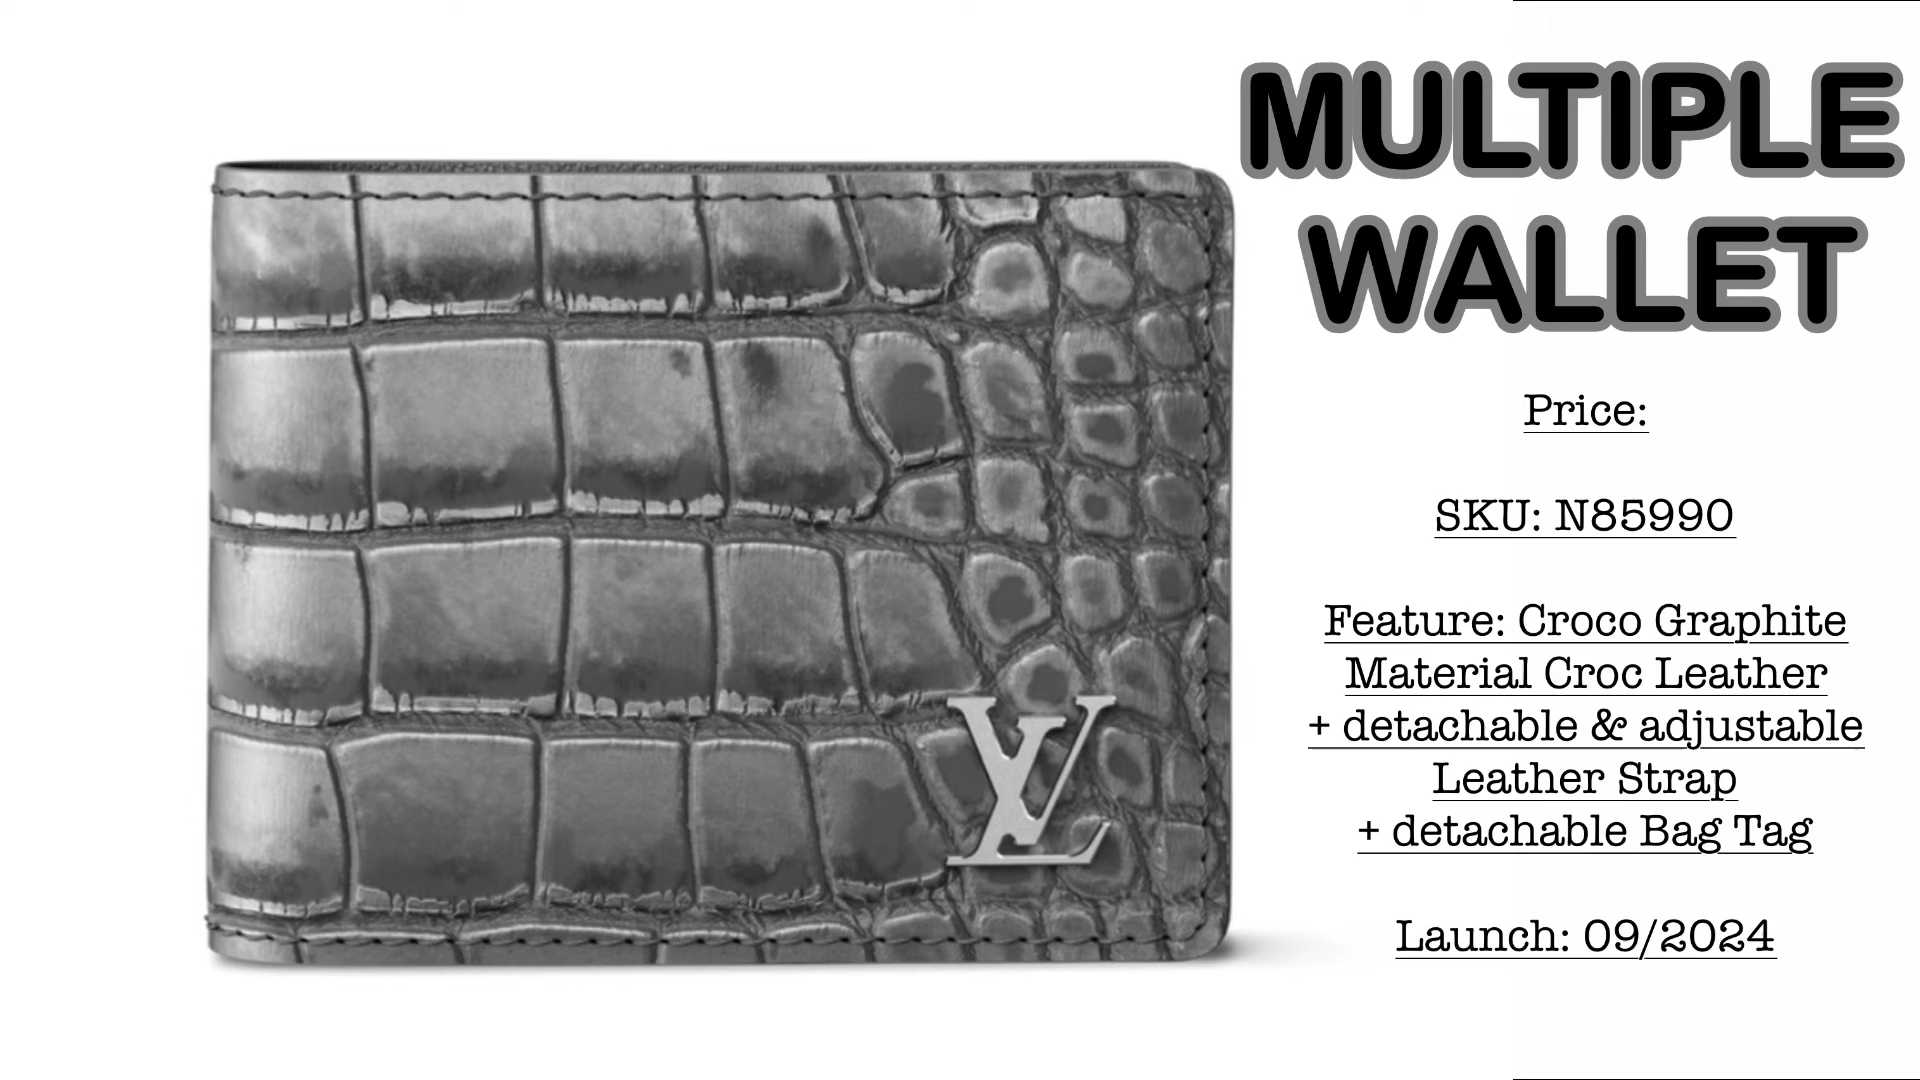 MULTIPLE
WALLET
Price:
SKU: N85990
Feature: Croco Graphite
Material Croc Leather
+ detachable & adjustable
Leather Strap
+ detachable Bag Tag
Launch: 09/2024
LV